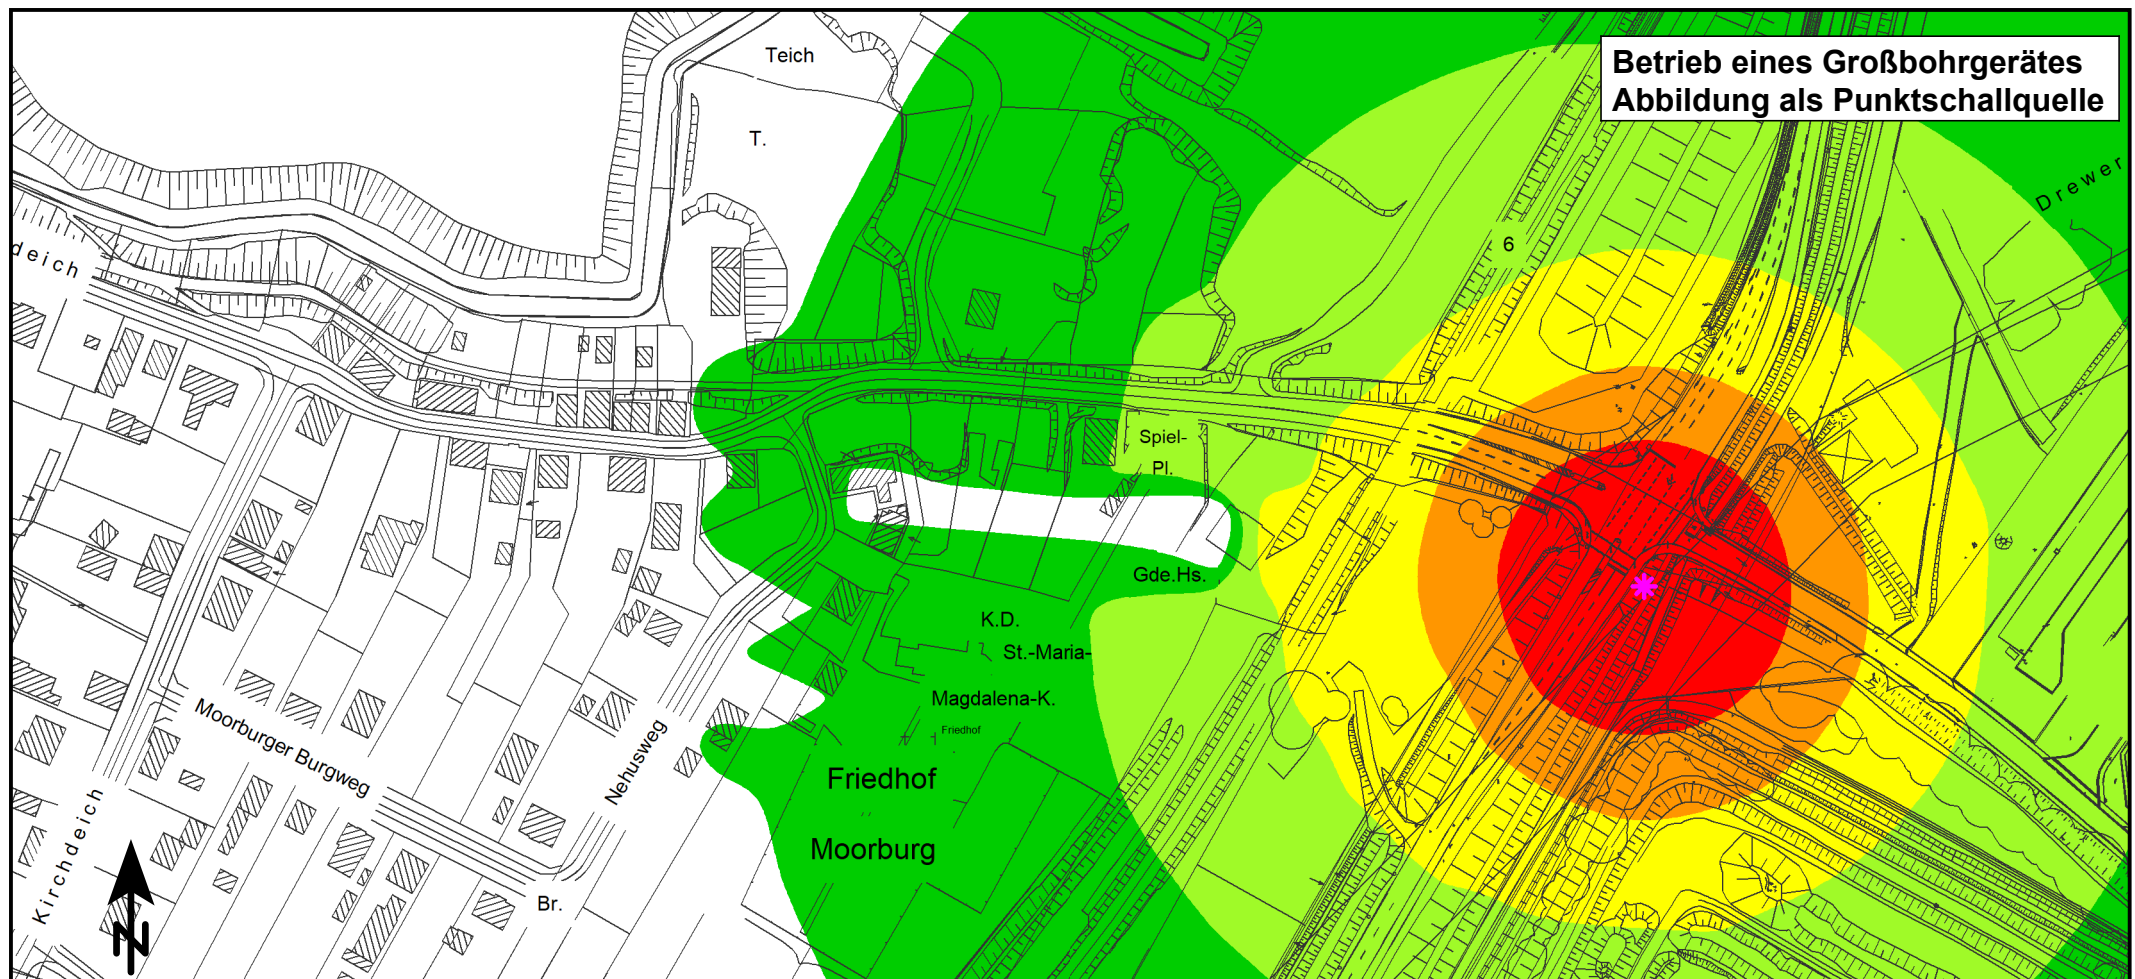 Betrieb eines Großbohrgerätes
Abbildung als Punktschallquelle
Teich
T.
Drewer
6
deich
Spiel-
Pl.
Gde.Hs.
K.D.
St.-Maria-
Magdalena-K.
Friedhof
Friedhof
Moorburg
Moorburger Burgweg
Nehusweg
Kirchdeich
Br.
N